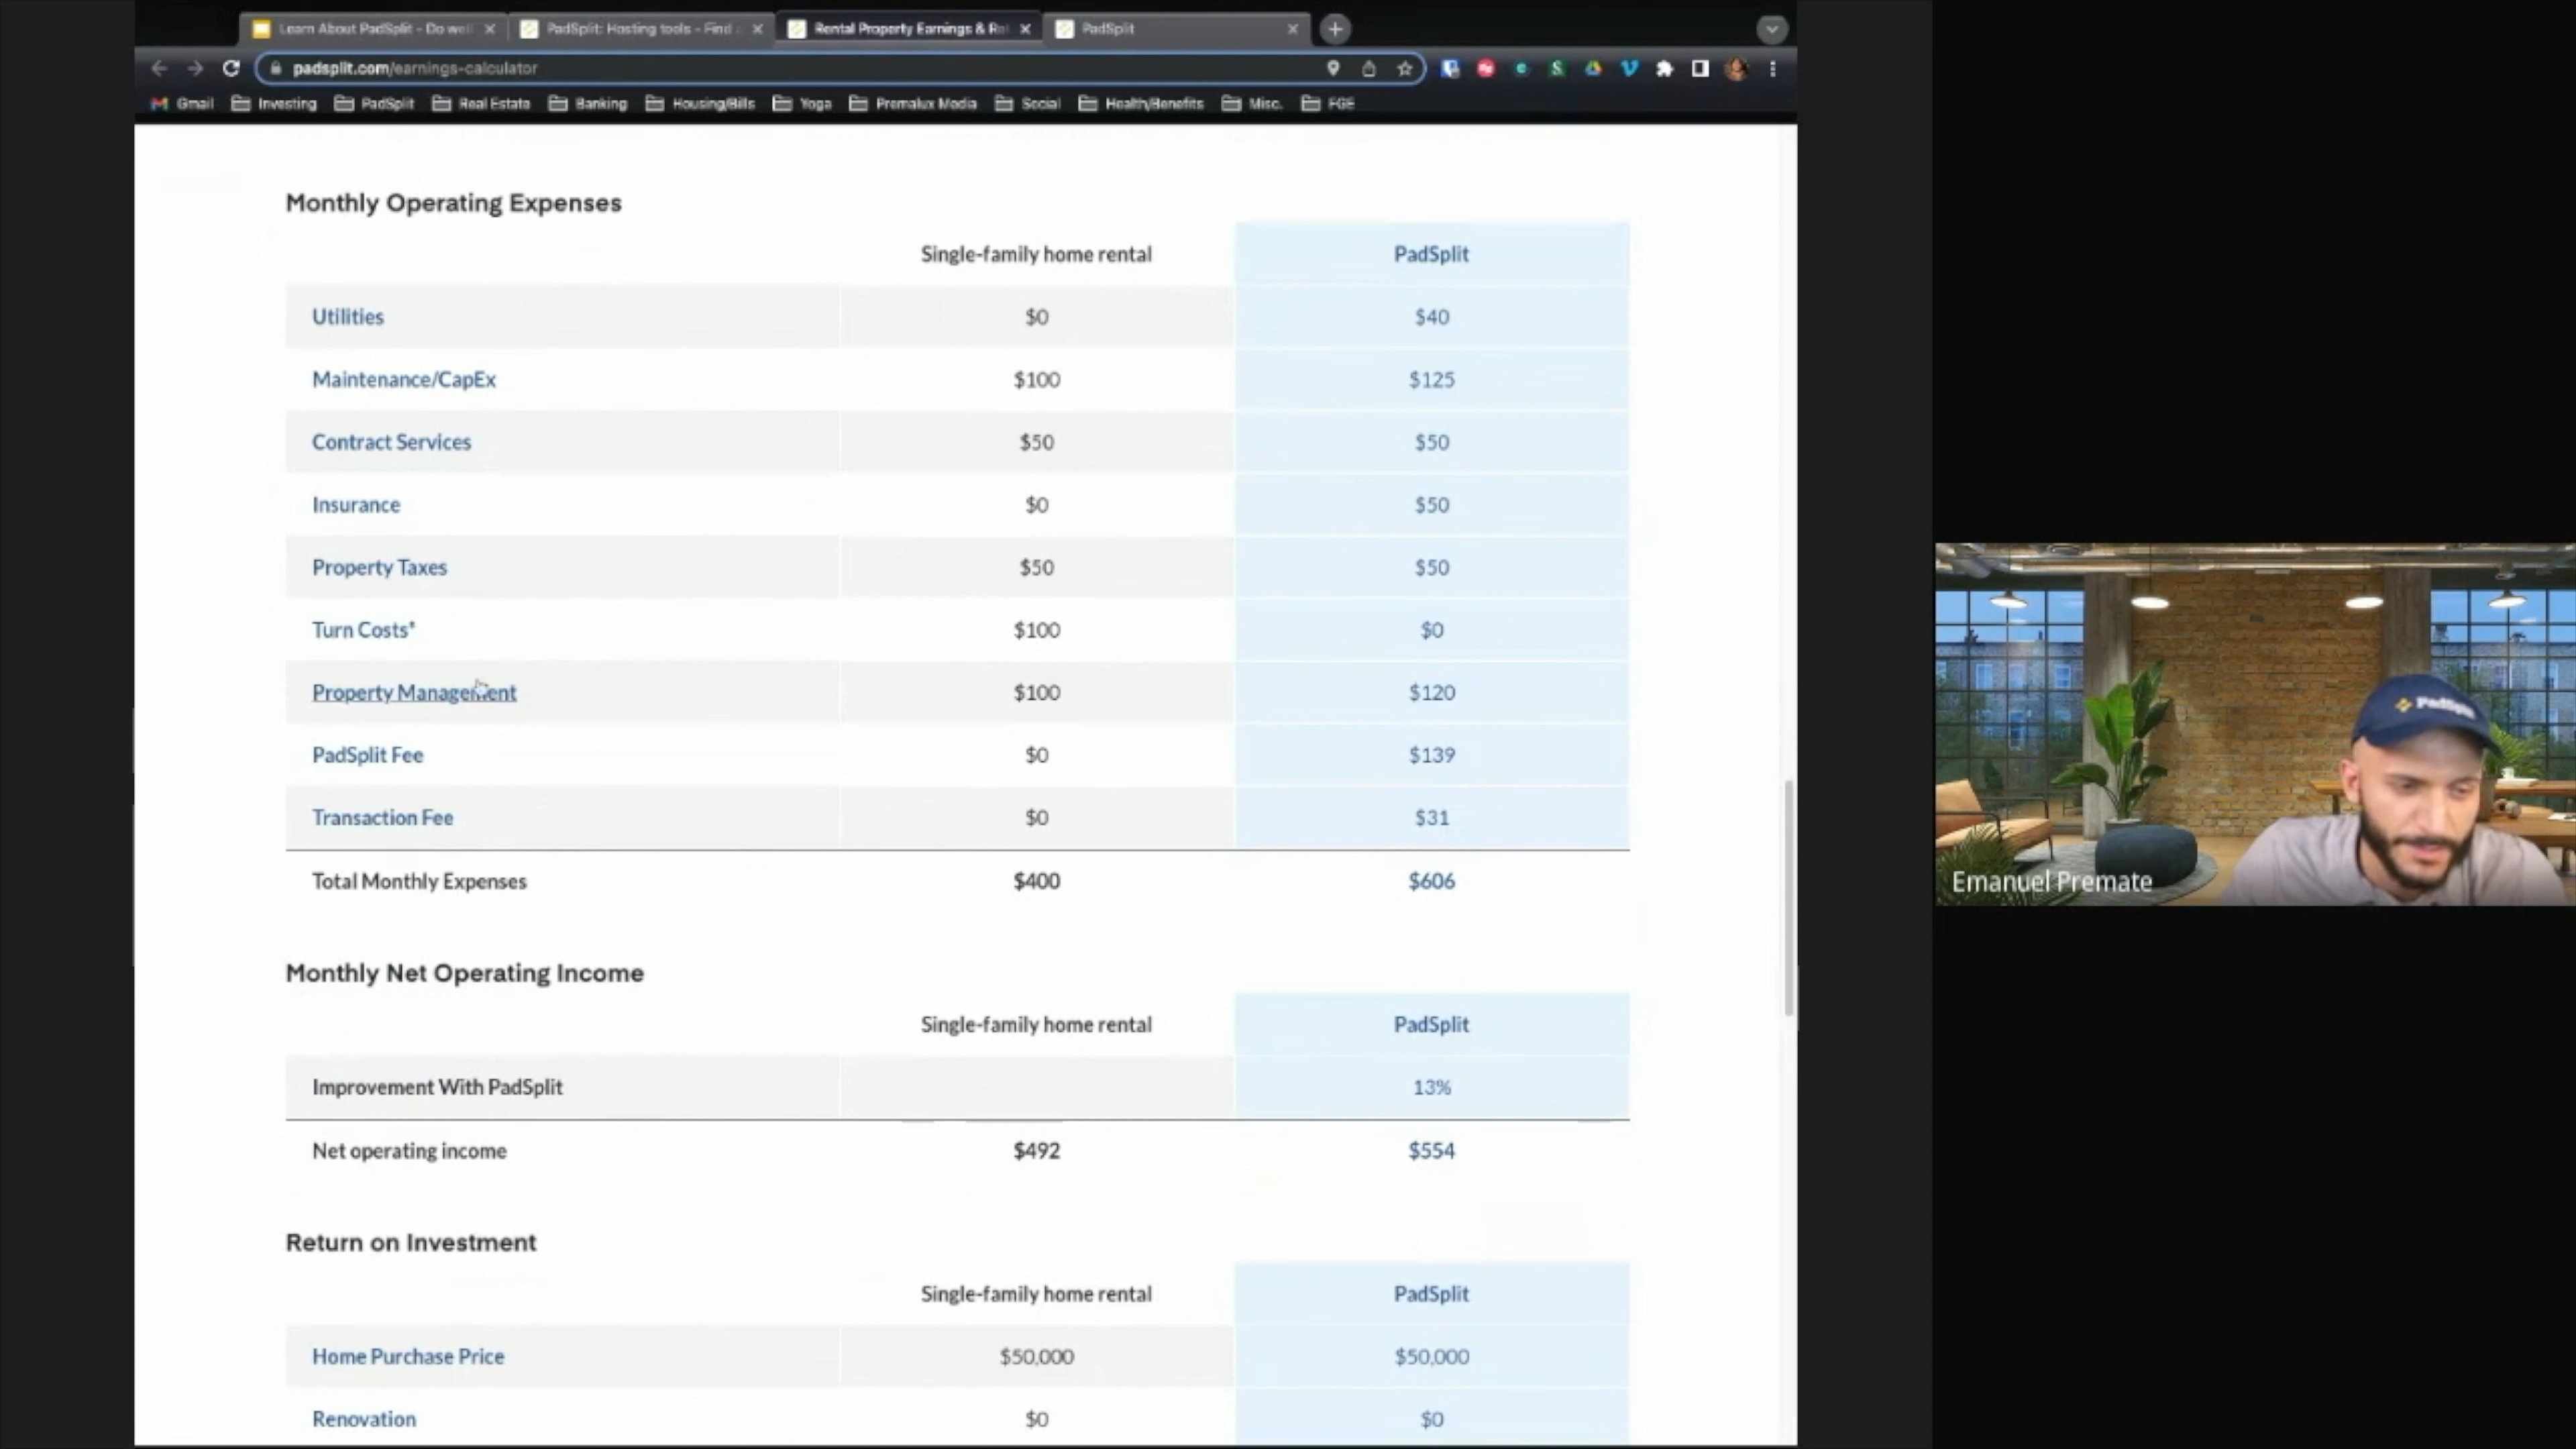 Learn About PadSplit - Do well
PadSplit: Hosting tools - Find
Rental Property Earnings & Re
PadSplit
padsplit.com/earnings-calculator
Gmail Investing PadSplit Real Estate Banking Housing/Bills Yoga Premalux Media Social Health/Benefits Misc. FGE
Monthly Operating Expenses
Single-family home rental PadSplit
Utilities $0 $40
Maintenance/CapEx $100 $125
Contract Services $50 $50
Insurance $0 $50
Property Taxes $50 $50
Turn Costs* $100 $0
Property Management $100 $120
PadSplit Fee $0 $139
Transaction Fee $0 $31
Total Monthly Expenses $400 $606
Monthly Net Operating Income
Single-family home rental PadSplit
Improvement With PadSplit 13%
Net operating income $492 $554
Return on Investment
Single-family home rental PadSplit
Home Purchase Price $50,000 $50,000
Renovation $0 $0
PadSplit
Emanuel Premate